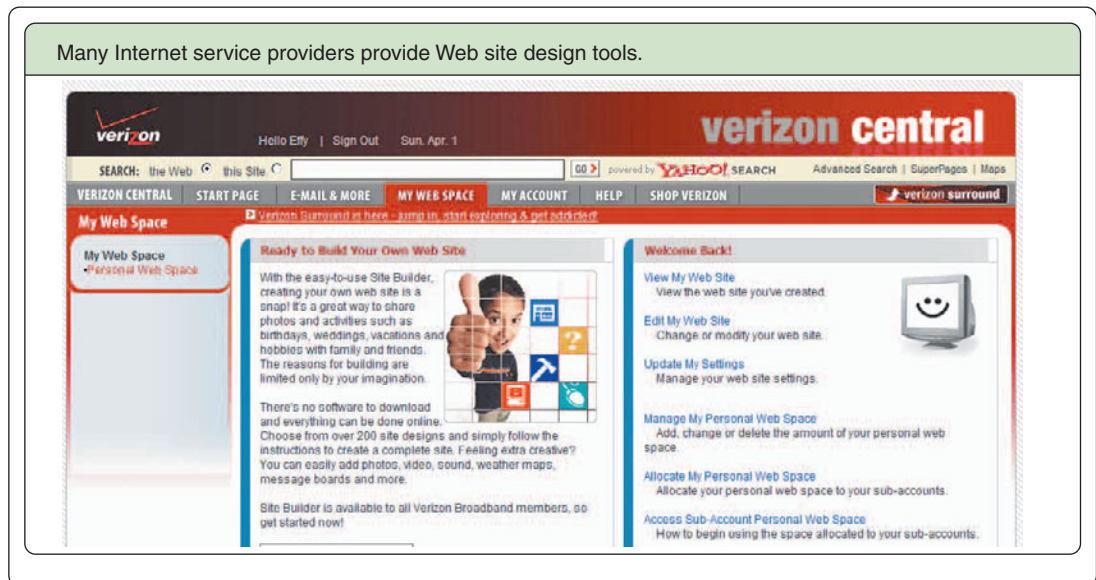 Many Internet service providers provide Web site design tools.
verizon
Hello Effy | Sign Out Sun. Apr. 1
verizon central
SEARCH: the Web this Site GO powered by YAHOO! SEARCH Advanced Search | SuperPages | Maps
VERIZON CENTRAL START PAGE E-MAIL & MORE MY WEB SPACE MY ACCOUNT HELP SHOP VERIZON verizon surround
My Web Space
Verizon Surround is here - jump in, start exploring & get addicted!
My Web Space
Personal Web Space
Ready to Build Your Own Web Site
With the easy-to-use Site Builder,
creating your own web site is a
snap! It's a great way to share
photos and activities such as
birthdays, weddings, vacations and
hobbies with family and friends.
The reasons for building are
limited only by your imagination.
There's no software to download
and everything can be done online.
Choose from over 200 site designs and simply follow the
instructions to create a complete site. Feeling extra creative?
You can easily add photos, video, sound, weather maps,
message boards and more.
Site Builder is available to all Verizon Broadband members, so
get started now!
Welcome Back!
View My Web Site
View the web site you've created.
Edit My Web Site
Change or modify your web site.
Update My Settings
Manage your web site settings.
Manage My Personal Web Space
Add, change or delete the amount of your personal web
space.
Allocate My Personal Web Space
Allocate your personal web space to your sub-accounts.
Access Sub-Account Personal Web Space
How to begin using the space allocated to your sub-accounts.